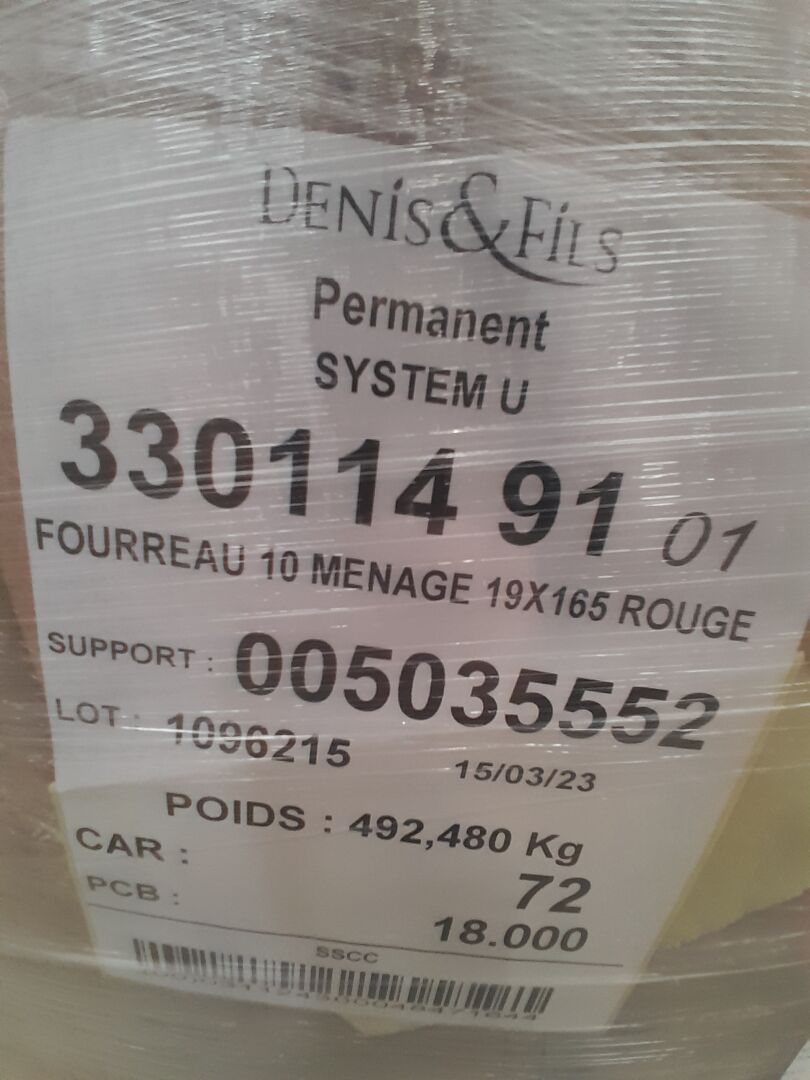 DENIS & FILS
Permanent
SYSTEM U
330114 91 01
FOURREAU 10 MENAGE 19X165 ROUGE
SUPPORT : 005035552
LOT : 1096215 15/03/23
POIDS : 492,480 Kg
CAR : 72
PCB : 18.000
SSCC